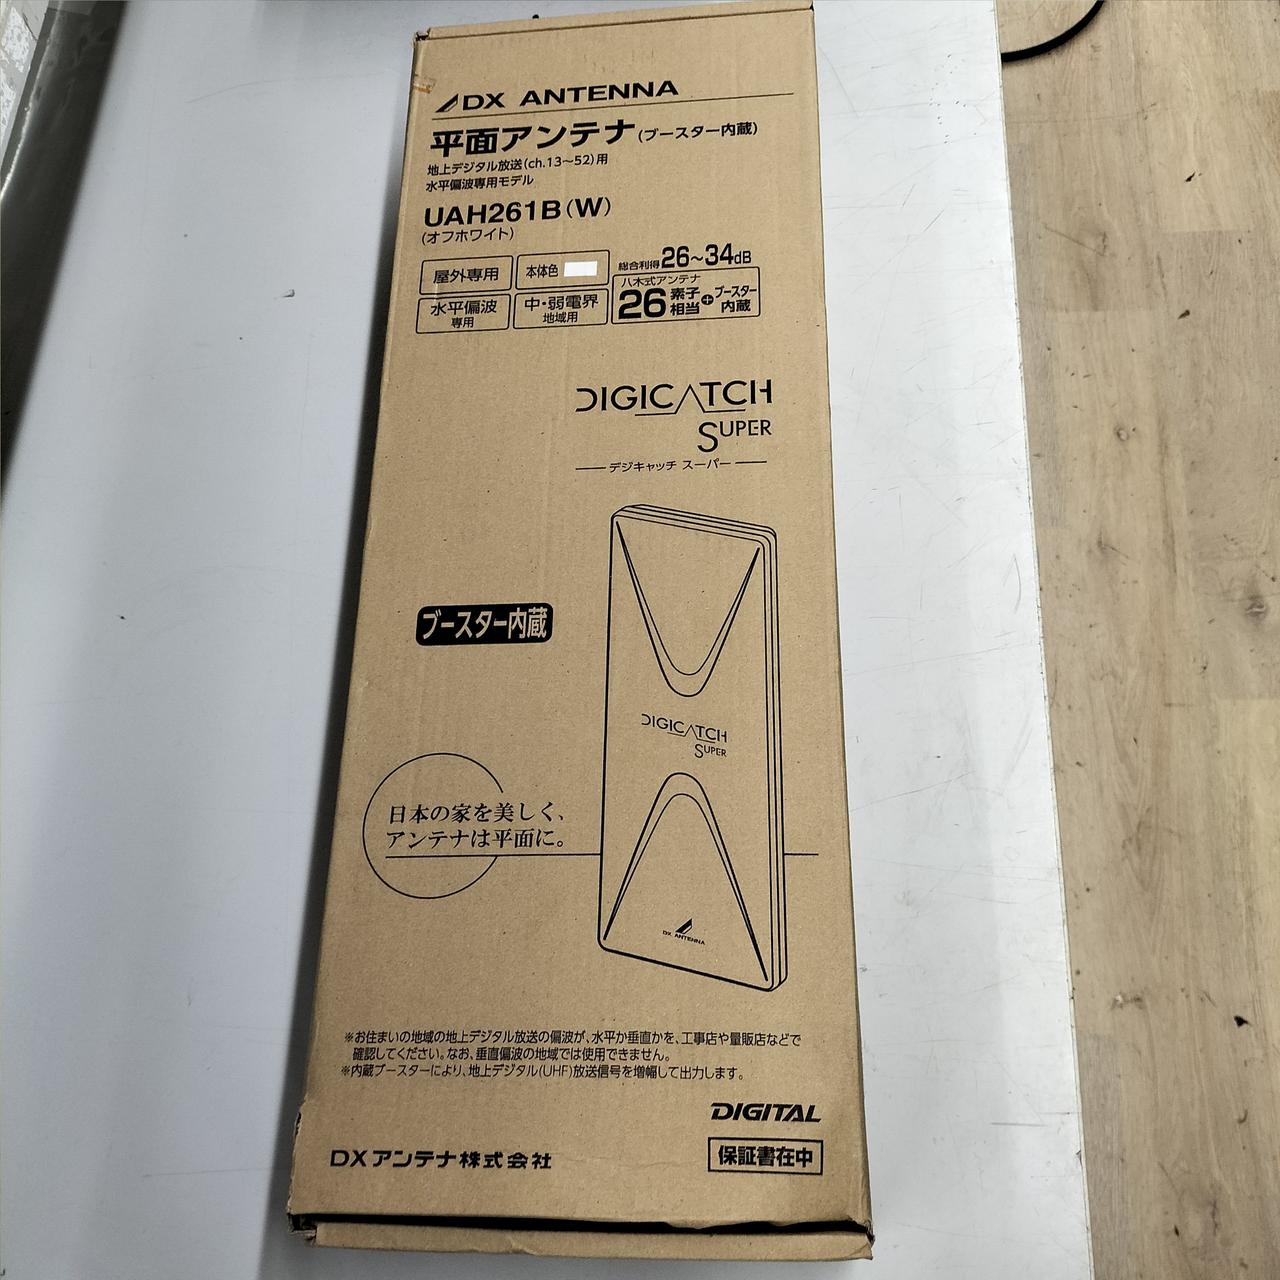 DX ANTENNA
平面アンテナ(ブースター内蔵)
地上デジタル放送(ch.13〜52)用
水平偏波専用モデル
UAH261B(W)
(オフホワイト)
屋外専用
本体色
水平偏波
専用
中・弱電界
地域用
総合利得26〜34dB
八木式アンテナ
26素子相当+ブースター内蔵
DIGICATCH
SUPER
デジキャッチ スーパー
ブースター内蔵
DIGICATCH
SUPER
日本の家を美しく、
アンテナは平面に。
DX ANTENNA
※お住まいの地域の地上デジタル放送の偏波が、水平か垂直かを、工事店や量販店などで
確認してください。なお、垂直偏波の地域では使用できません。
※内蔵ブースターにより、地上デジタル(UHF)放送信号を増幅して出力します。
DIGITAL
DXアンテナ株式会社
保証書在中